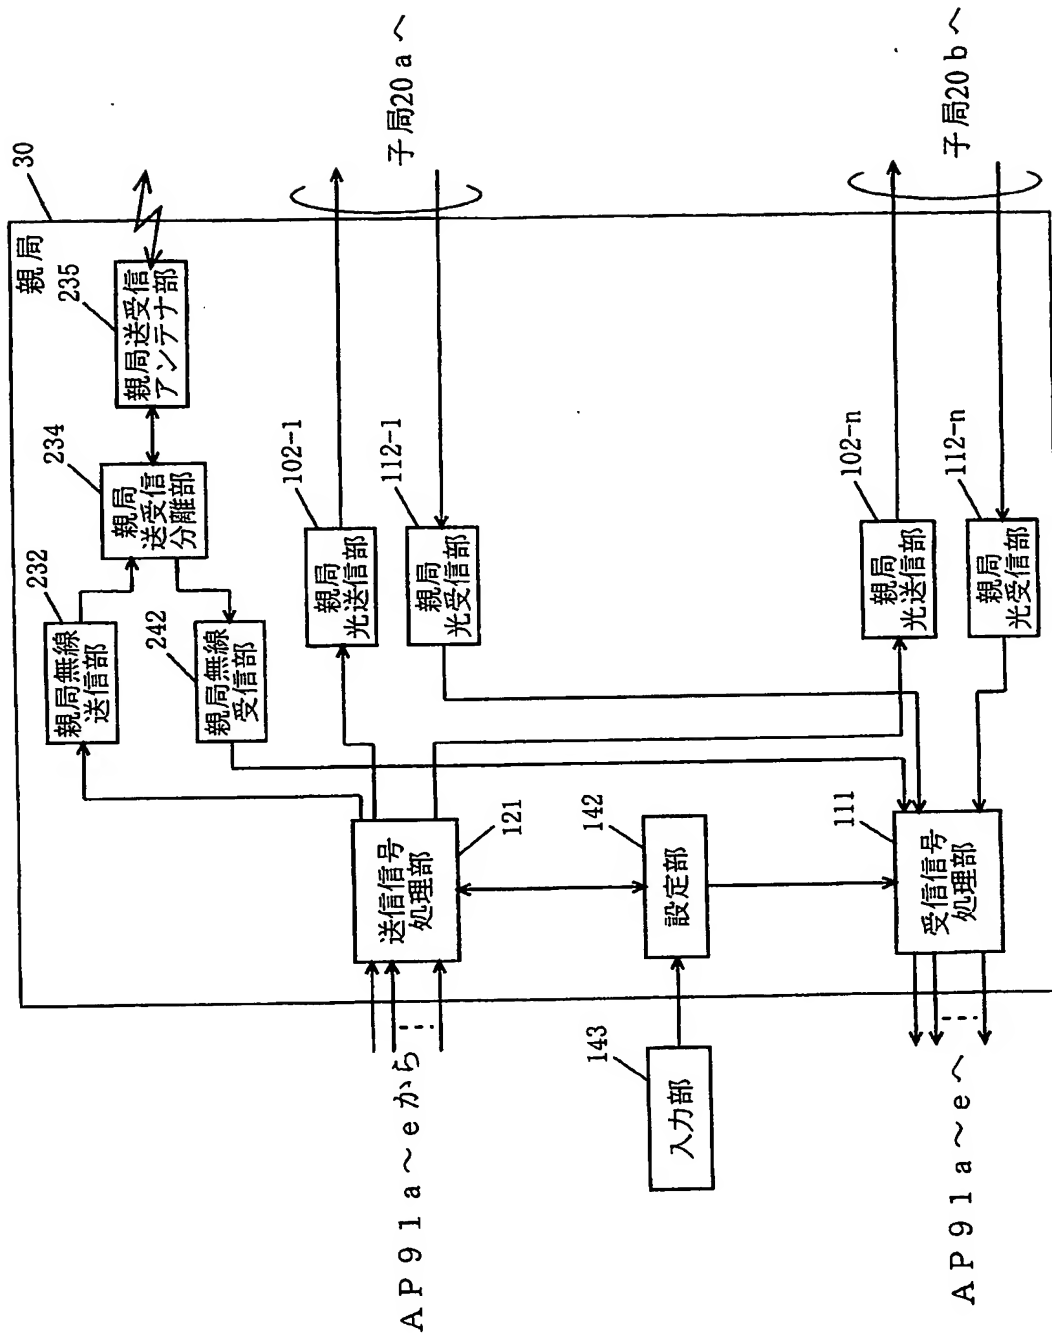 30
親局
235
親局送受信
アンテナ部
234
親局
送受信
分離部
232
親局無線
送信部
242
親局無線
受信部
102-1
親局
光送信部
112-1
親局
光受信部
子局20aへ
102-n
親局
光送信部
112-n
親局
光受信部
子局20bへ
121
送信信号
処理部
142
設定部
111
受信信号
処理部
143
入力部
AP91a～eから
AP91a～eへ